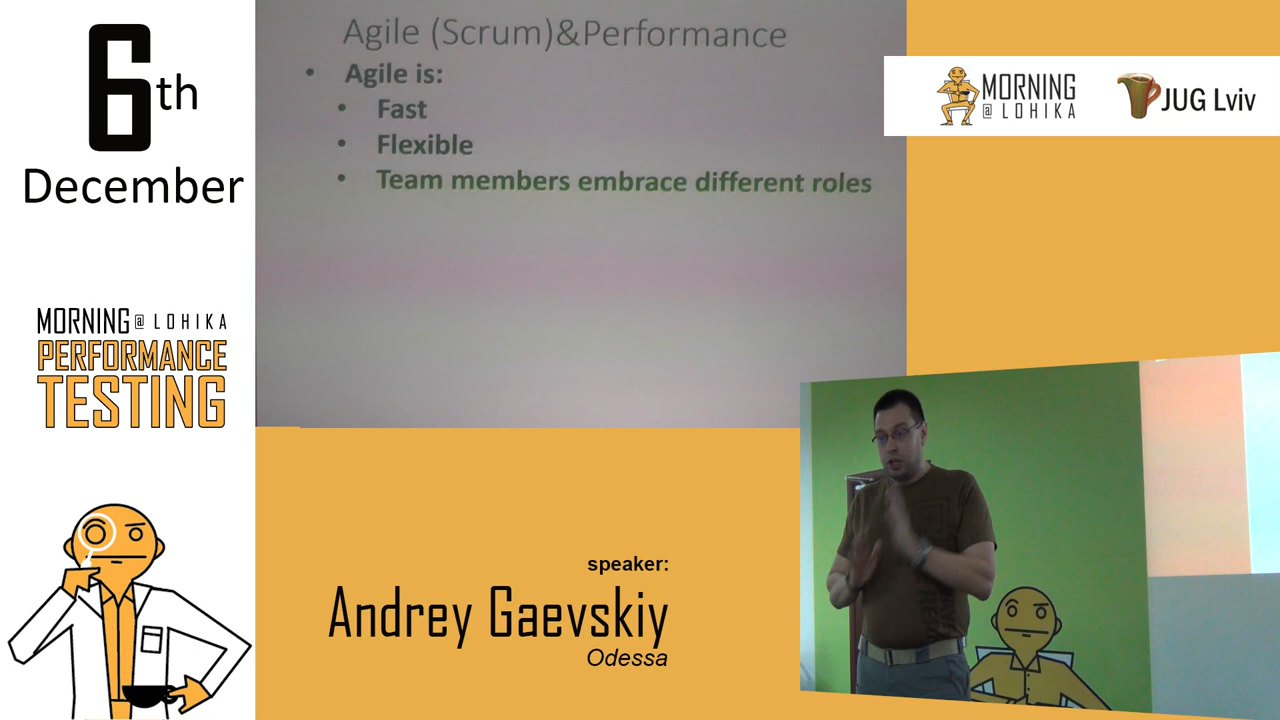 6th
December
MORNING @ LOHIKA
PERFORMANCE
TESTING
Agile (Scrum)&Performance
• Agile is:
• Fast
• Flexible
• Team members embrace different roles
MORNING
@ LOHIKA
JUG Lviv
speaker:
Andrey Gaevskiy
Odessa